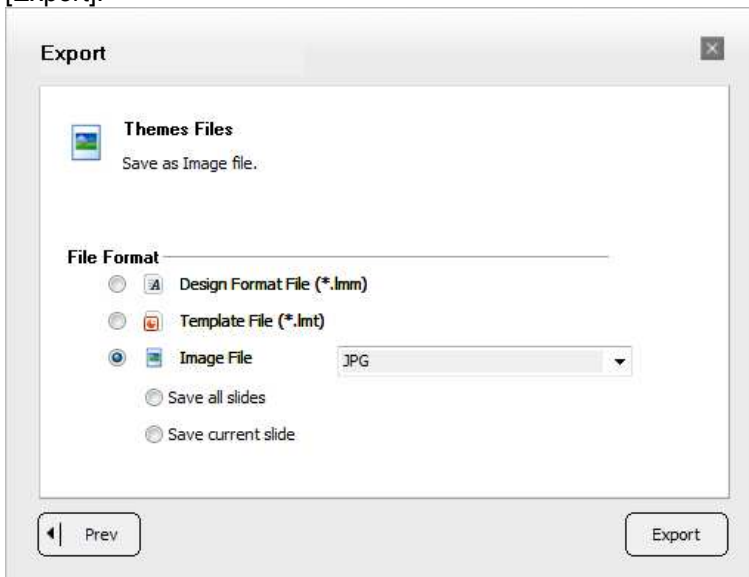 [Export].
Export
Themes Files
Save as Image file.
File Format
Design Format File (*.lmm)
Template File (*.lmt)
Image File JPG
Save all slides
Save current slide
Prev Export